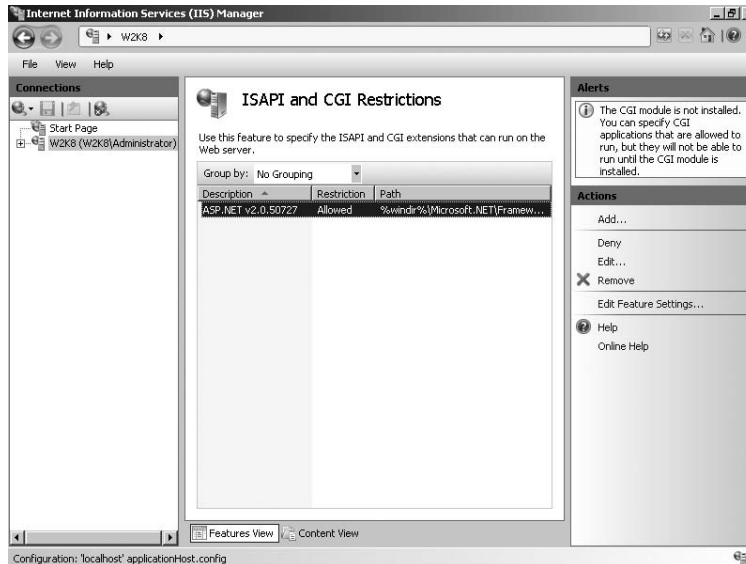 Internet Information Services (IIS) Manager
W2K8
File View Help
Connections
Start Page
W2K8 (W2K8\Administrator)
ISAPI and CGI Restrictions
Use this feature to specify the ISAPI and CGI extensions that can run on the
Web server.
Group by: No Grouping
Description Restriction Path
ASP.NET v2.0.50727 Allowed %windir%\Microsoft.NET\Framew...
Features View Content View
Alerts
The CGI module is not installed.
You can specify CGI
applications that are allowed to
run, but they will not be able to
run until the CGI module is
installed.
Actions
Add...
Deny
Edit...
Remove
Edit Feature Settings...
Help
Online Help
Configuration: 'localhost' applicationHost.config